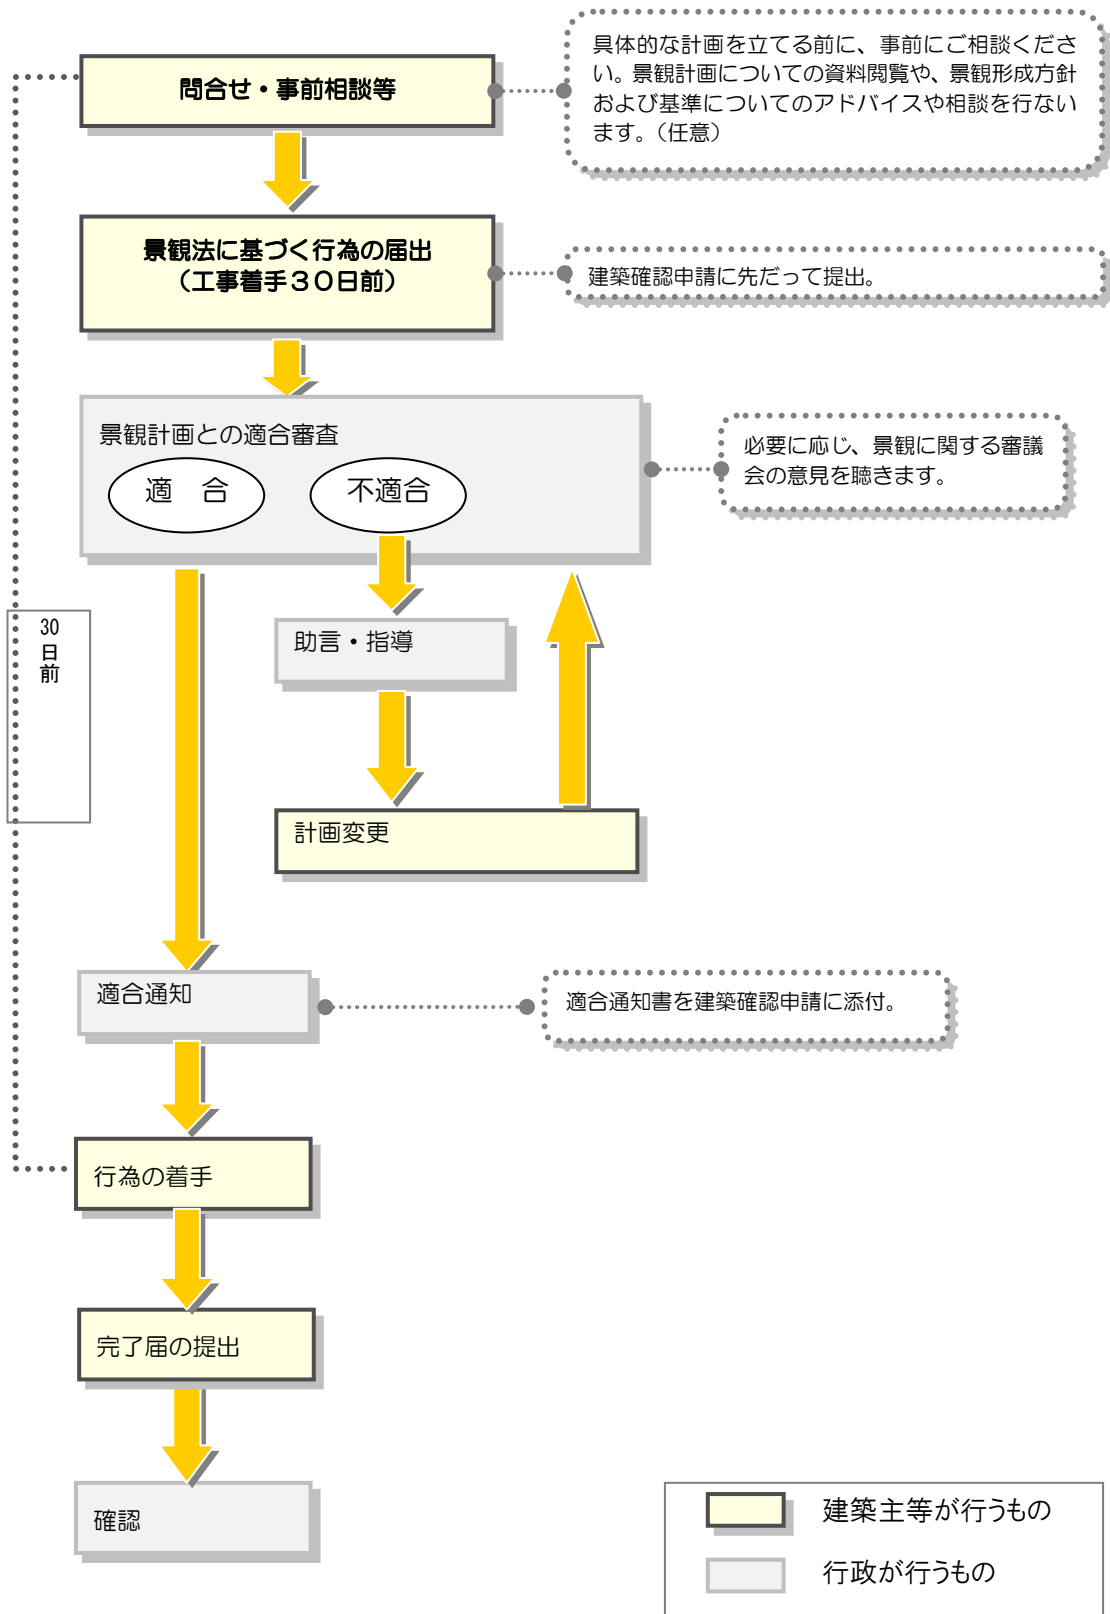 問合せ・事前相談等
具体的な計画を立てる前に、事前にご相談くださ
い。景観計画についての資料閲覧や、景観形成方針
および基準についてのアドバイスや相談を行ない
ます。（任意）
景観法に基づく行為の届出
（工事着手３０日前）
建築確認申請に先だって提出。
景観計画との適合審査
適　合
不適合
必要に応じ、景観に関する審議
会の意見を聴きます。
30
日
前
助言・指導
計画変更
適合通知
適合通知書を建築確認申請に添付。
行為の着手
完了届の提出
確認
建築主等が行うもの
行政が行うもの